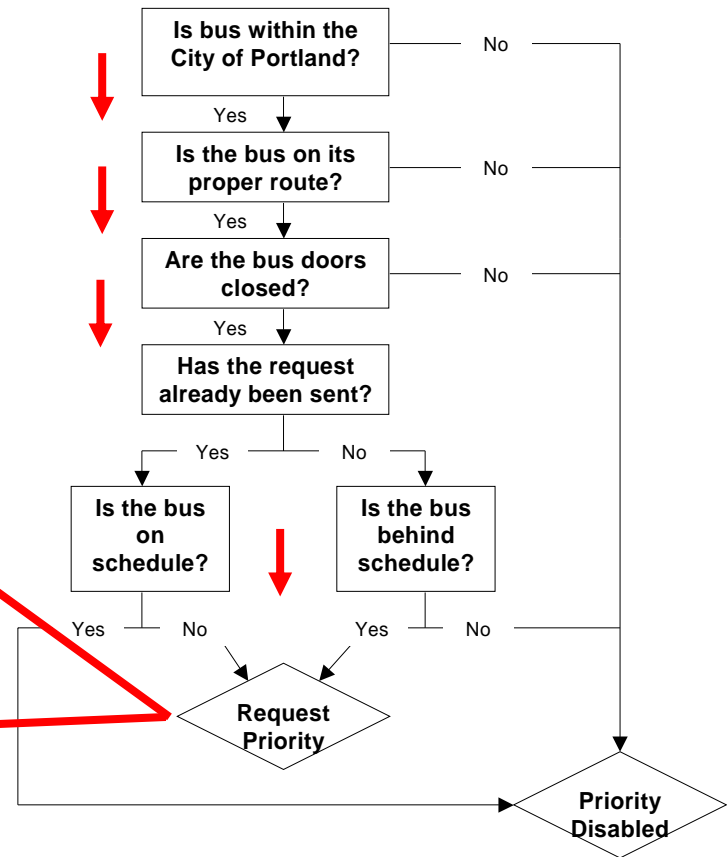 Is bus within the
City of Portland?
No
Yes
Is the bus on its
proper route?
No
Yes
Are the bus doors
closed?
No
Yes
Has the request
already been sent?
Yes
No
Is the bus
on
schedule?
Is the bus
behind
schedule?
Yes
No
Yes
No
Request
Priority
Priority
Disabled